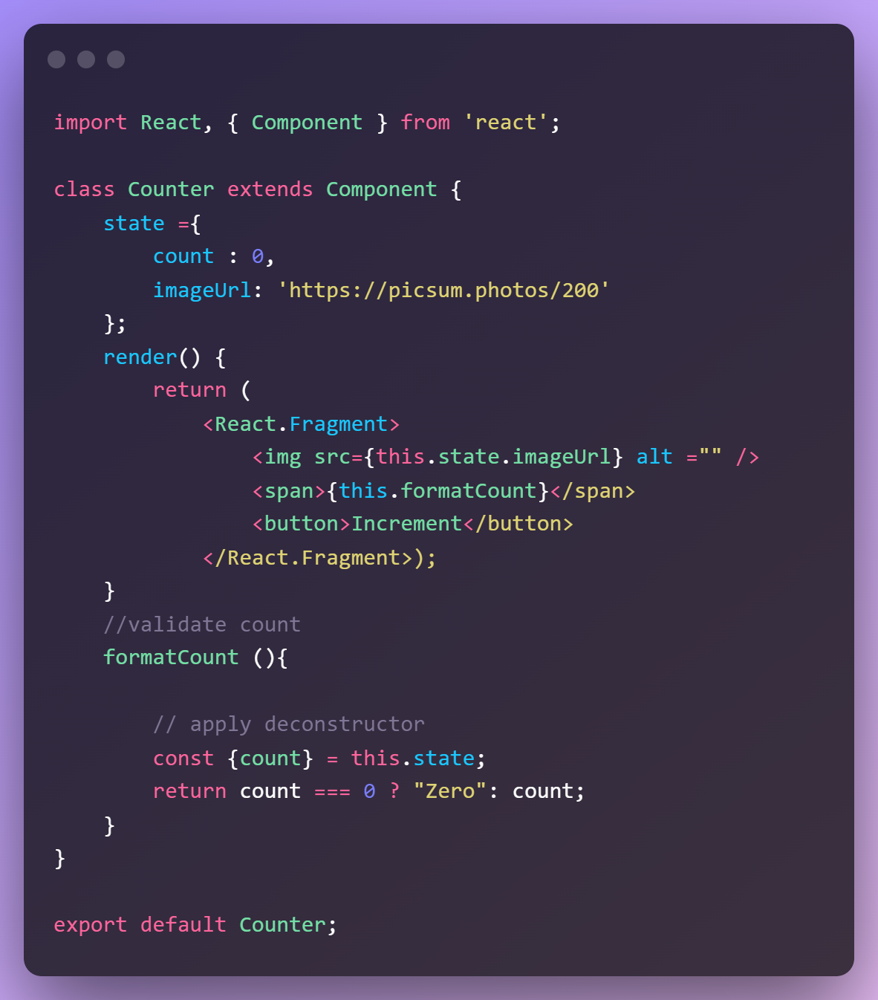 import React, { Component } from 'react';

class Counter extends Component {
    state ={
        count : 0,
        imageUrl: 'https://picsum.photos/200'
    };
    render() {
        return (
            <React.Fragment>
                <img src={this.state.imageUrl} alt ="" />
                <span>{this.formatCount}</span>
                <button>Increment</button>
            </React.Fragment>);
    }
    //validate count
    formatCount (){

        // apply deconstructor
        const {count} = this.state;
        return count === 0 ? "Zero": count;
    }
}

export default Counter;